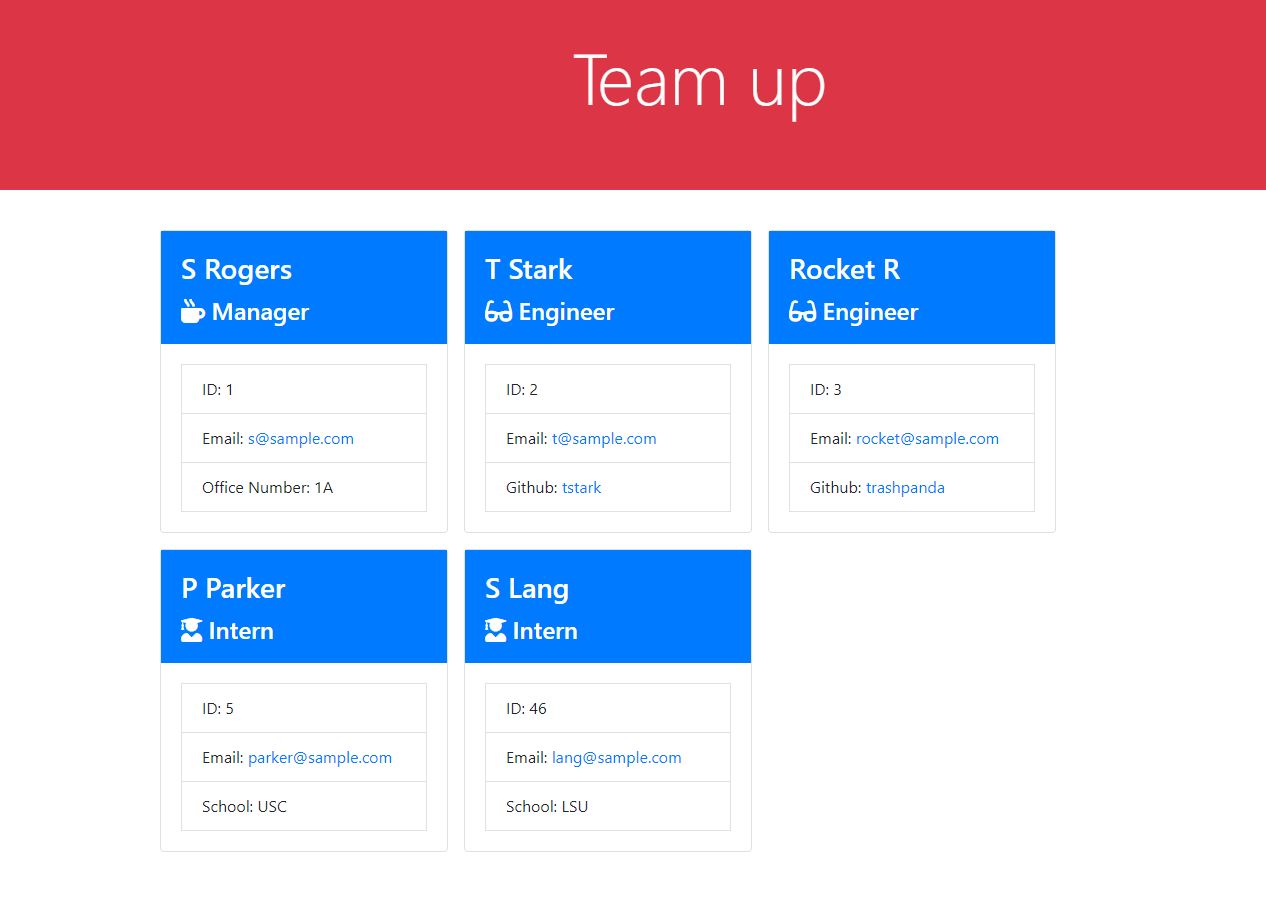 Team up
S Rogers
Manager
ID: 1
Email: s@sample.com
Office Number: 1A
T Stark
Engineer
ID: 2
Email: t@sample.com
Github: tstark
Rocket R
Engineer
ID: 3
Email: rocket@sample.com
Github: trashpanda
P Parker
Intern
ID: 5
Email: parker@sample.com
School: USC
S Lang
Intern
ID: 46
Email: lang@sample.com
School: LSU